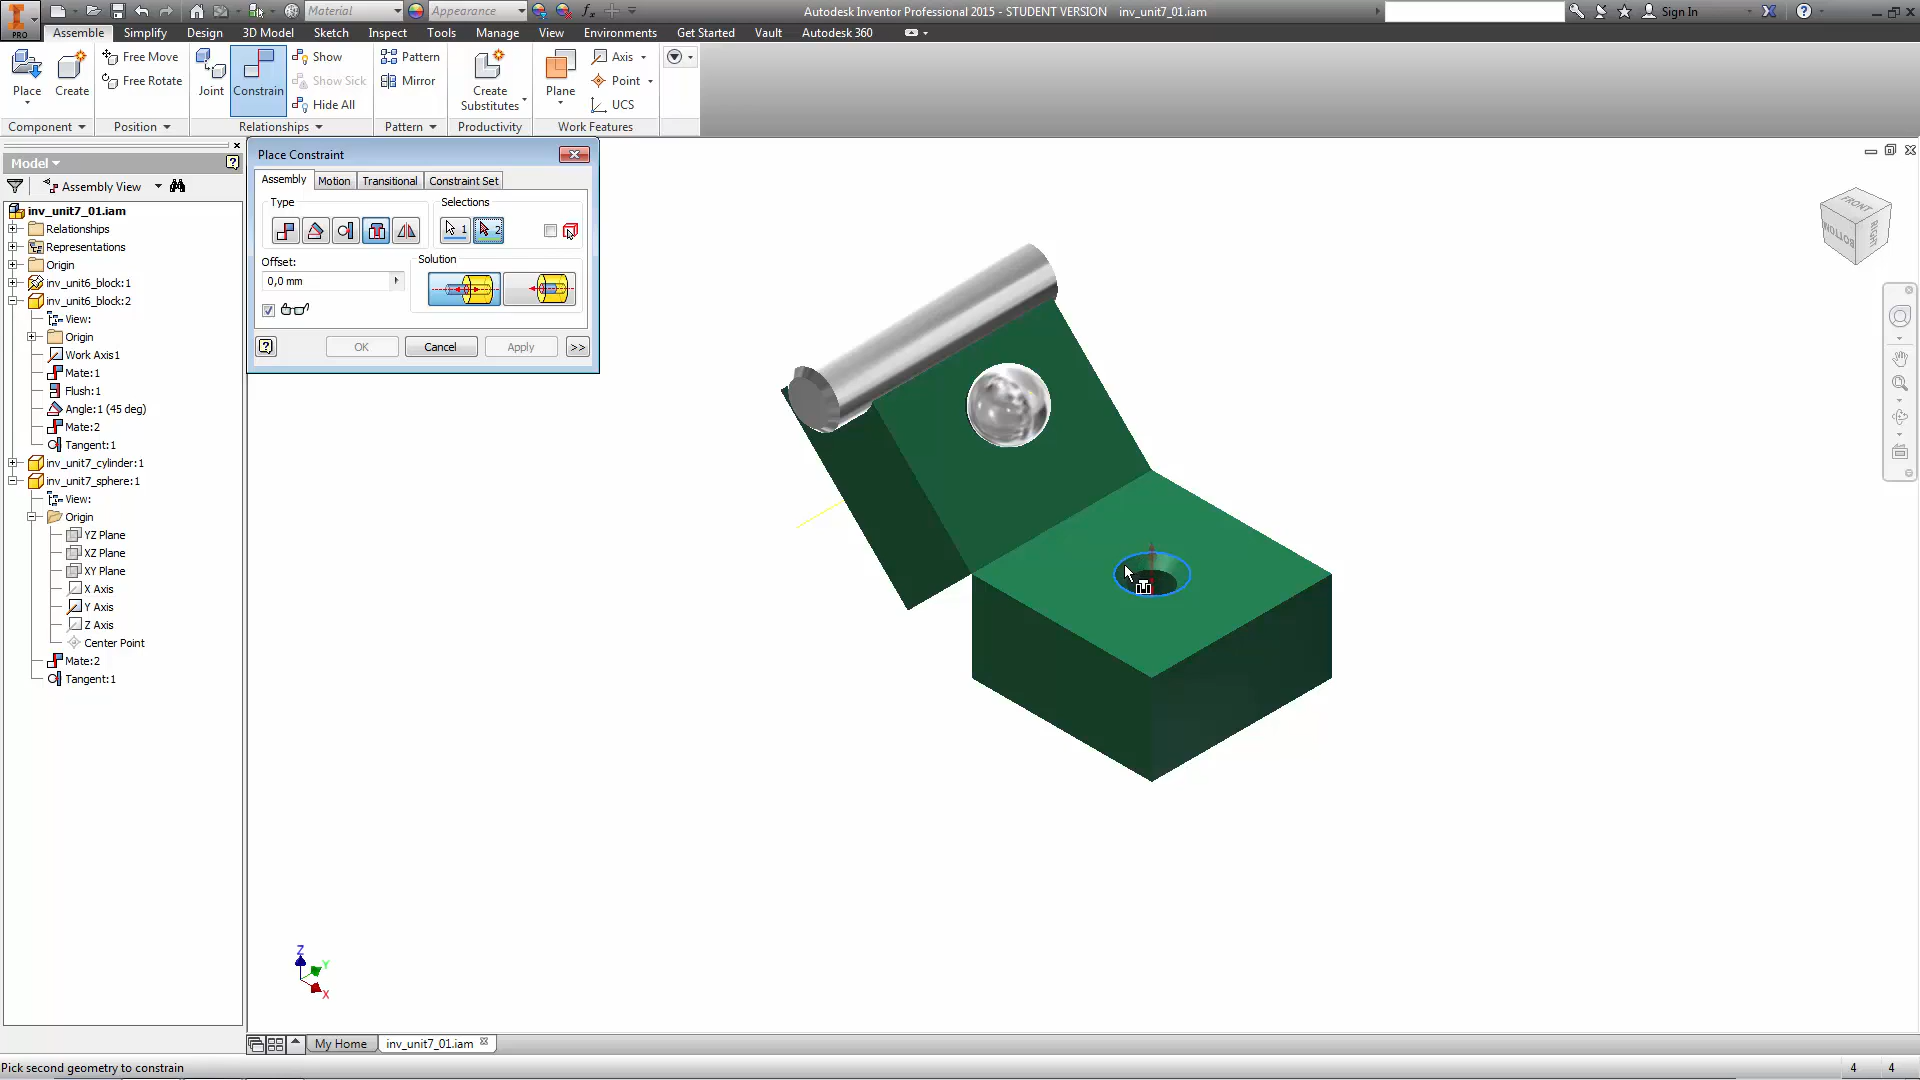 Material
Appearance
Autodesk Inventor Professional 2015 - STUDENT VERSION inv_unit7_01.iam
Sign In
PRO
Assemble Simplify Design 3D Model Sketch Inspect Tools Manage View Environments Get Started Vault Autodesk 360
Place
Create
Free Move
Free Rotate
Joint
Constrain
Show
Show Sick
Hide All
Pattern
Mirror
Create
Substitutes
Plane
Axis
Point
UCS
Component
Position
Relationships
Pattern
Productivity
Work Features
Model
Assembly View
inv_unit7_01.iam
Relationships
Representations
Origin
inv_unit6_block:1
inv_unit6_block:2
View:
Origin
Work Axis1
Mate:1
Flush:1
Angle:1 (45 deg)
Mate:2
Tangent:1
inv_unit7_cylinder:1
inv_unit7_sphere:1
View:
Origin
YZ Plane
XZ Plane
XY Plane
X Axis
Y Axis
Z Axis
Center Point
Mate:2
Tangent:1
Place Constraint
Assembly Motion Transitional Constraint Set
Type
Selections
1
2
Offset:
0,0 mm
Solution
OK Cancel Apply >>
FRONT
BOTTOM
RIGHT
Z
Y
X
My Home inv_unit7_01.iam
Pick second geometry to constrain
4 4